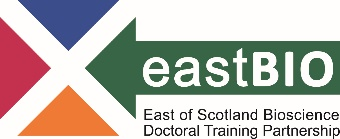 eastBIO
East of Scotland Bioscience
Doctoral Training Partnership